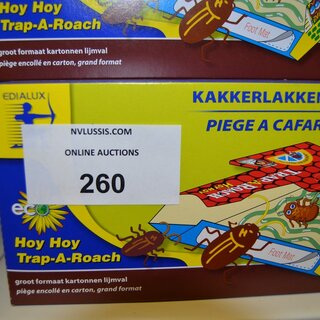 Hoy Hoy
Trap-A-Roach
Foot Mat
groot formaat kartonnen lijmval
piège encollé en carton, grand format
EDIALUX
KAKKERLAKKEN
PIEGE A CAFAR
NVLUSSIS.COM
ONLINE AUCTIONS
260
eco
Hoy Hoy
Trap-A-Roach
Foot Mat
groot formaat kartonnen lijmval
piège encollé en carton, grand format